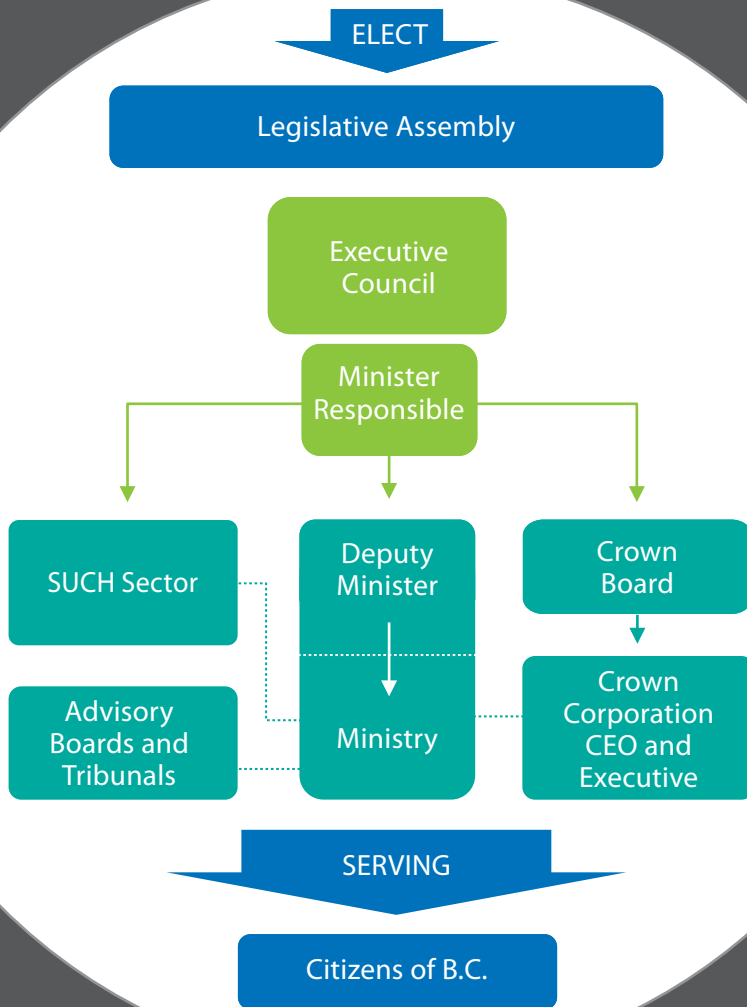 ELECT
Legislative Assembly
Executive
Council
Minister
Responsible
SUCH Sector
Deputy
Minister
Crown
Board
Advisory
Boards and
Tribunals
Ministry
Crown
Corporation
CEO and
Executive
SERVING
Citizens of B.C.